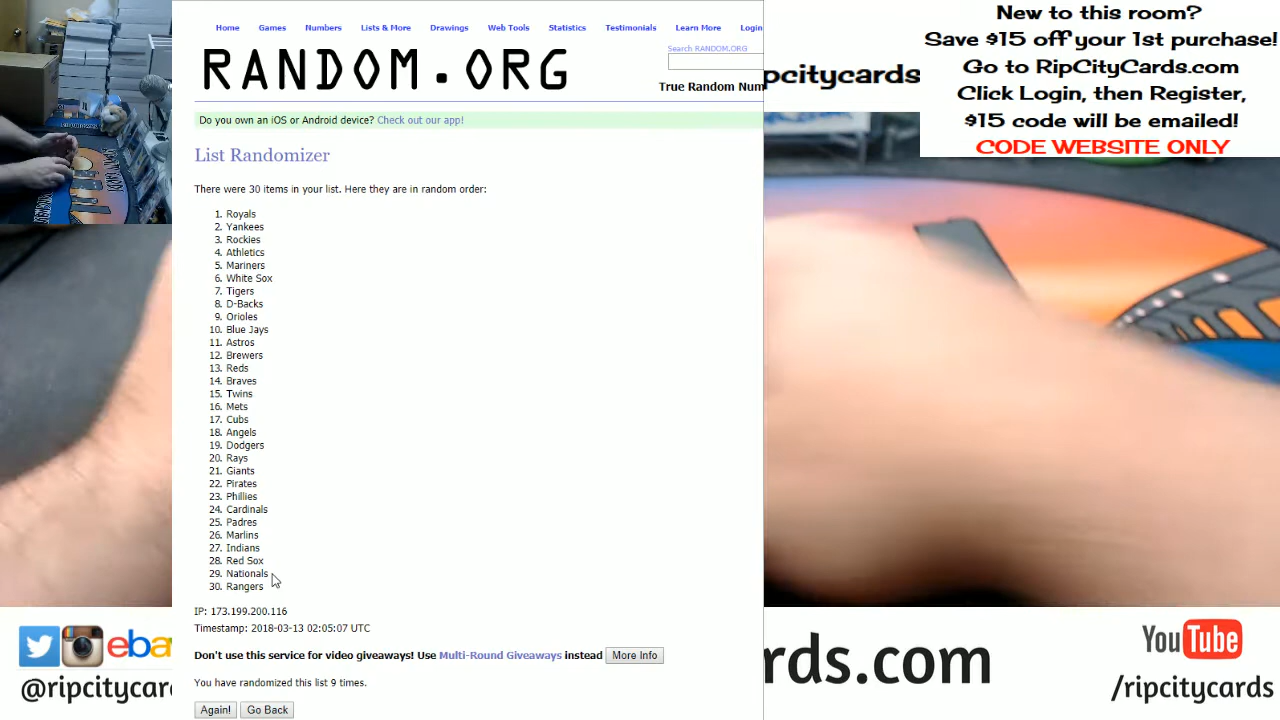 Home Games Numbers Lists & More Drawings Web Tools Statistics Testimonials Learn More Login
RANDOM.ORG
Search RANDOM.ORG
True Random Num
Do you own an iOS or Android device? Check out our app!
List Randomizer
There were 30 items in your list. Here they are in random order:
1. Royals
2. Yankees
3. Rockies
4. Athletics
5. Mariners
6. White Sox
7. Tigers
8. D-Backs
9. Orioles
10. Blue Jays
11. Astros
12. Brewers
13. Reds
14. Braves
15. Twins
16. Mets
17. Cubs
18. Angels
19. Dodgers
20. Rays
21. Giants
22. Pirates
23. Phillies
24. Cardinals
25. Padres
26. Marlins
27. Indians
28. Red Sox
29. Nationals
30. Rangers
IP: 173.199.200.116
Timestamp: 2018-03-13 02:05:07 UTC
Don't use this service for video giveaways! Use Multi-Round Giveaways instead More Info
You have randomized this list 9 times.
Again! Go Back
New to this room?
Save $15 off your 1st purchase!
Go to RipCityCards.com
Click Login, then Register,
$15 code will be emailed!
CODE WEBSITE ONLY
ipcitycards
eba
@ripcitycar
rds.com
YouTube
/ripcitycards